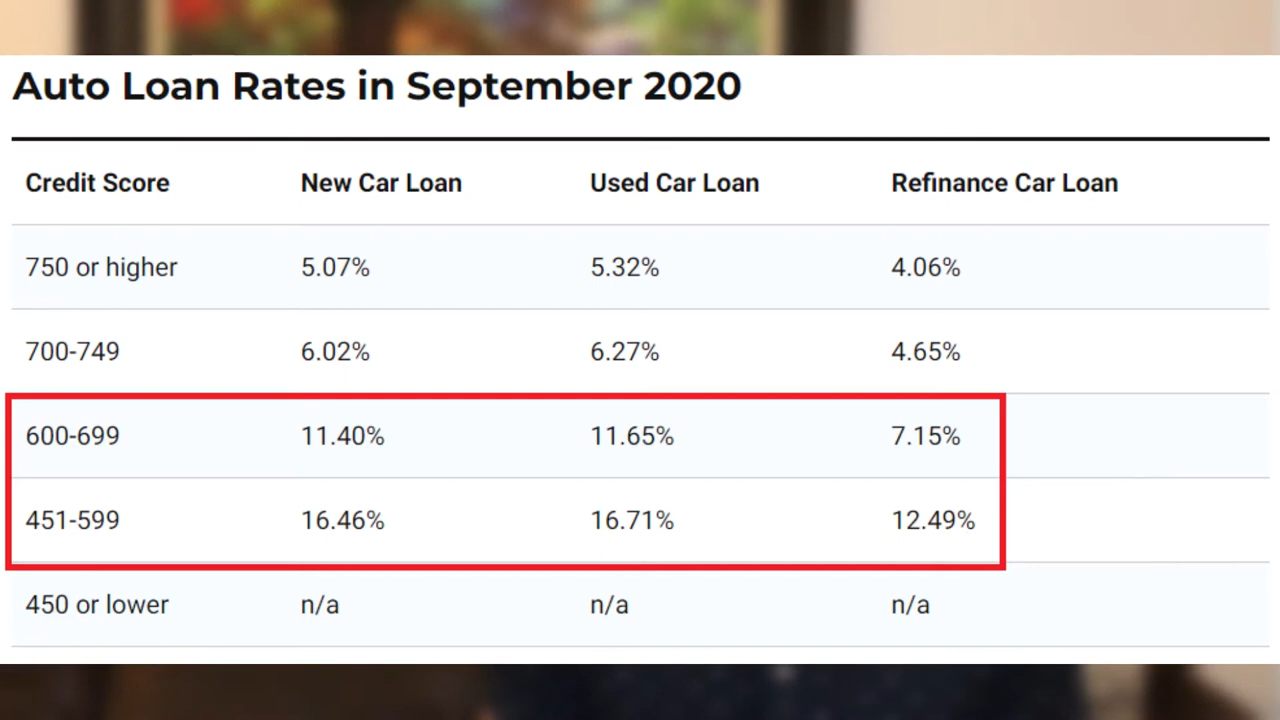 Auto Loan Rates in September 2020
Credit Score New Car Loan Used Car Loan Refinance Car Loan
750 or higher 5.07% 5.32% 4.06%
700-749 6.02% 6.27% 4.65%
600-699 11.40% 11.65% 7.15%
451-599 16.46% 16.71% 12.49%
450 or lower n/a n/a n/a